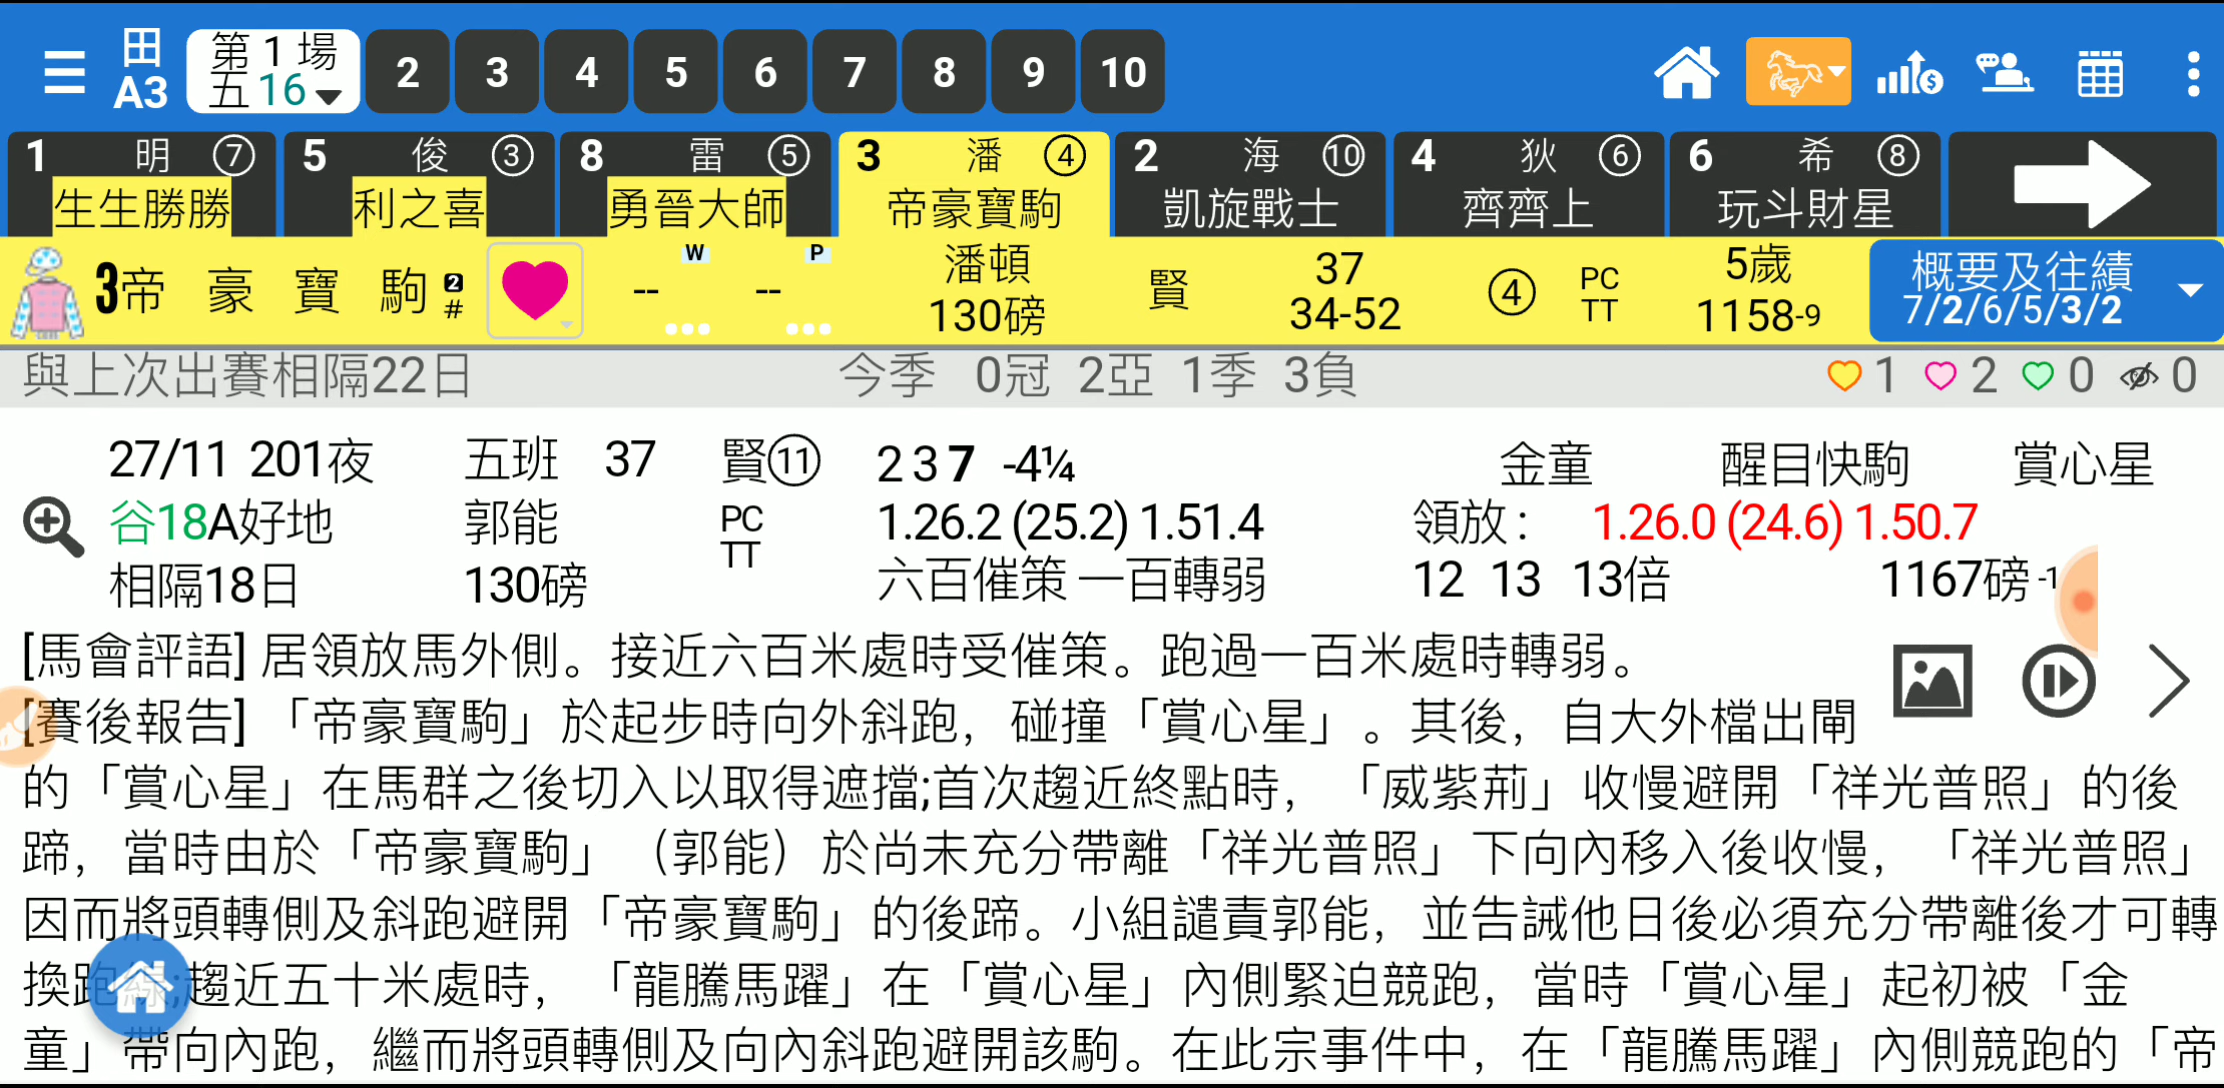 田
A3
第 1 場
五 16
2 3 4 5 6 7 8 9 10
1 明 ⑦
生生勝勝
5 俊 ③
利之喜
8 雷 ⑤
勇晉大師
3 潘 ④
帝豪寶駒
2 海 ⑩
凱旋戰士
4 狄 ⑥
齊齊上
6 希 ⑧
玩斗財星
3 帝豪寶駒 2 #
W P
-- --
潘頓
130磅
賢
37
34-52
④
PC
TT
5歲
1158-9
概要及往績
7/2/6/5/3/2
與上次出賽相隔22日 今季 0冠 2亞 1季 3負 1 2 0 0
27/11 201夜 五班 37 賢⑪ 2 3 7 -4¼ 金童 醒目快駒 賞心星
谷18A好地 郭能 PC TT 1.26.2 (25.2) 1.51.4 領放： 1.26.0 (24.6) 1.50.7
相隔18日 130磅 六百催策 一百轉弱 12 13 13倍 1167磅 -1
[馬會評語] 居領放馬外側。接近六百米處時受催策。跑過一百米處時轉弱。
[賽後報告] 「帝豪寶駒」於起步時向外斜跑，碰撞「賞心星」。其後，自大外檔出閘
的「賞心星」在馬群之後切入以取得遮擋;首次趨近終點時，「威紫荊」收慢避開「祥光普照」的後
蹄，當時由於「帝豪寶駒」（郭能）於尚未充分帶離「祥光普照」下向內移入後收慢，「祥光普照」
因而將頭轉側及斜跑避開「帝豪寶駒」的後蹄。小組譴責郭能，並告誡他日後必須充分帶離後才可轉
換跑線;趨近五十米處時，「龍騰馬躍」在「賞心星」內側緊迫競跑，當時「賞心星」起初被「金
童」帶向內跑，繼而將頭轉側及向內斜跑避開該駒。在此宗事件中，在「龍騰馬躍」內側競跑的「帝